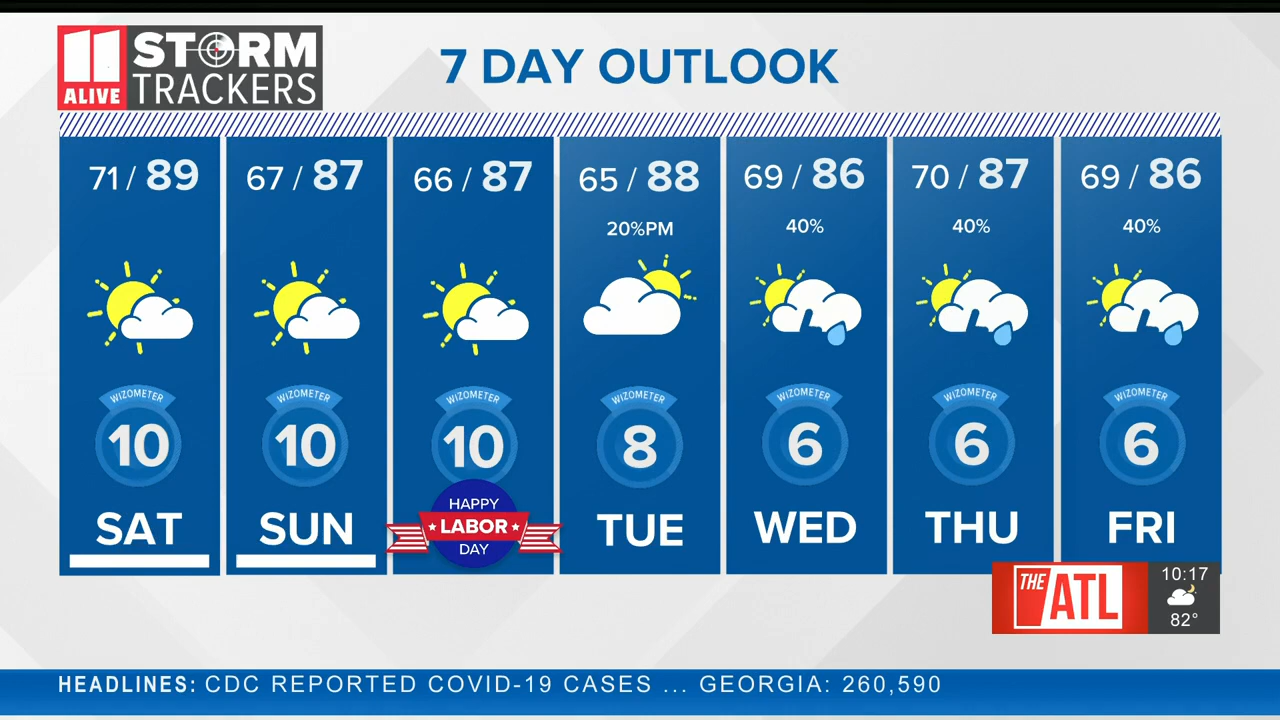 11 ALIVE STORM TRACKERS
7 DAY OUTLOOK
71 / 89
67 / 87
66 / 87
65 / 88
69 / 86
70 / 87
69 / 86
20%PM
40%
40%
40%
WIZOMETER
WIZOMETER
WIZOMETER
WIZOMETER
WIZOMETER
WIZOMETER
WIZOMETER
10
10
10
8
6
6
6
SAT
SUN
HAPPY
LABOR
DAY
TUE
WED
THU
FRI
THE ATL
10:17
82°
HEADLINES: CDC REPORTED COVID-19 CASES ... GEORGIA: 260,590